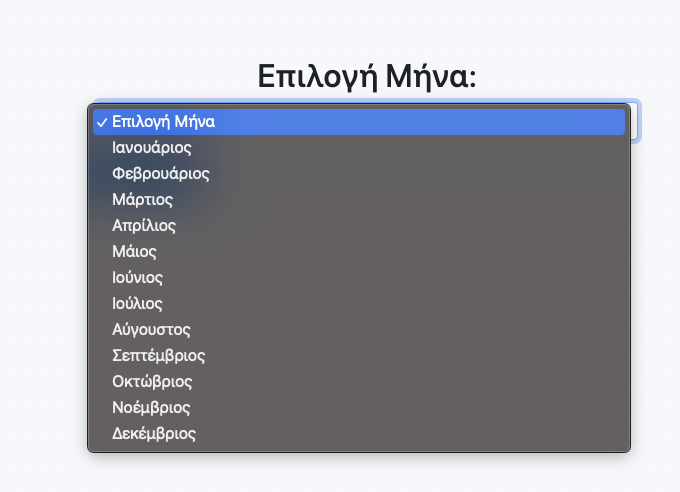 Επιλογή Μήνα:
✓ Επιλογή Μήνα
Ιανουάριος
Φεβρουάριος
Μάρτιος
Απρίλιος
Μάιος
Ιούνιος
Ιούλιος
Αύγουστος
Σεπτέμβριος
Οκτώβριος
Νοέμβριος
Δεκέμβριος